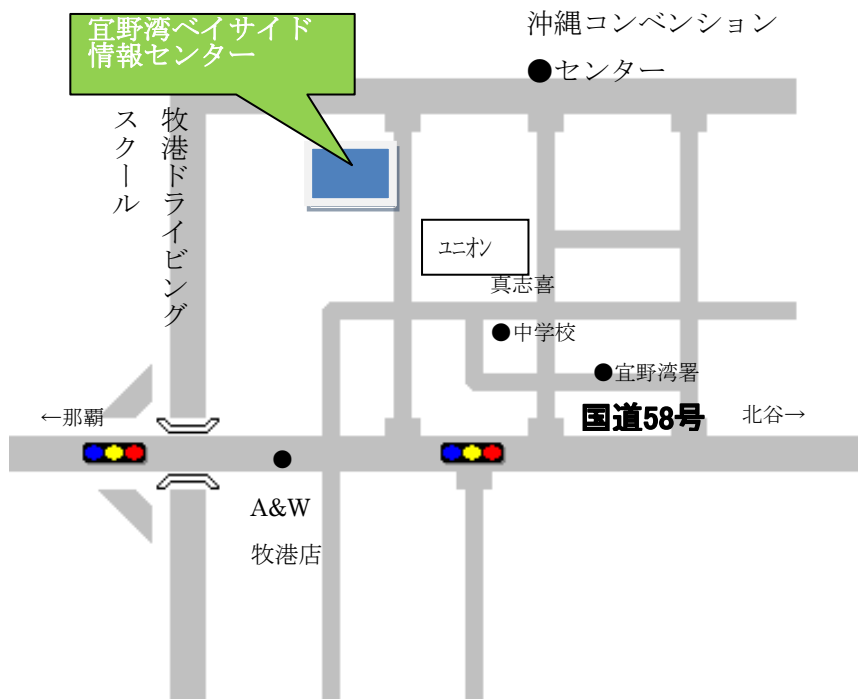 宜野湾ベイサイド
情報センター
沖縄コンベンション
●センター
牧港ドライビング
スクール
ユニオン
真志喜
●中学校
●宜野湾署
←那覇
国道58号
北谷→
A&W
牧港店